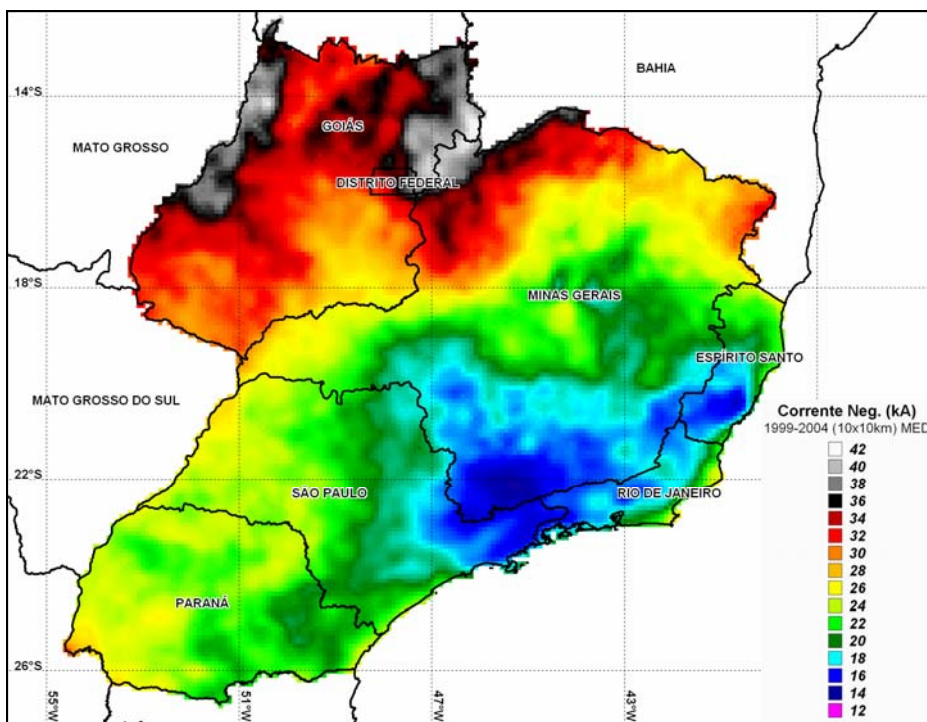 BAHIA
14°S
GOIÁS
MATO GROSSO
DISTRITO FEDERAL
18°S
MINAS GERAIS
ESPÍRITO SANTO
MATO GROSSO DO SUL
Corrente Neg. (kA)
1999-2004 (10x10km) MED
42
40
38
36
34
32
30
28
26
24
22
20
18
16
14
12
22°S
SÃO PAULO
RIO DE JANEIRO
PARANÁ
26°S
55°W
51°W
47°W
43°W